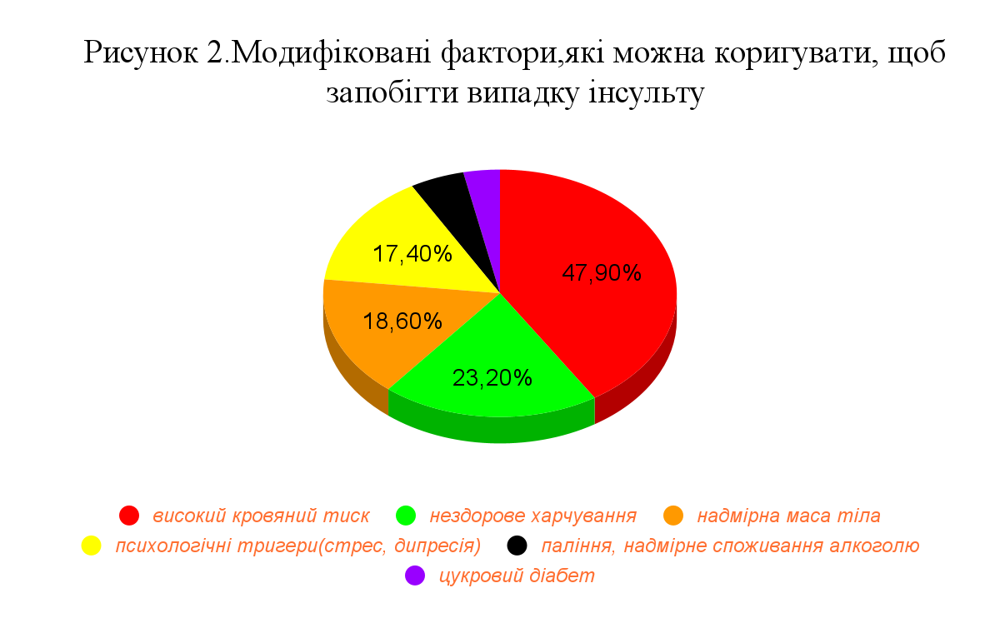 Рисунок 2.Модифіковані фактори,які можна коригувати, щоб
запобігти випадку інсульту
17,40%
47,90%
18,60%
23,20%
високий кровяний тиск нездорове харчування надмірна маса тіла
психологічні тригери(стрес, дипресія) паління, надмірне споживання алкоголю
цукровий діабет